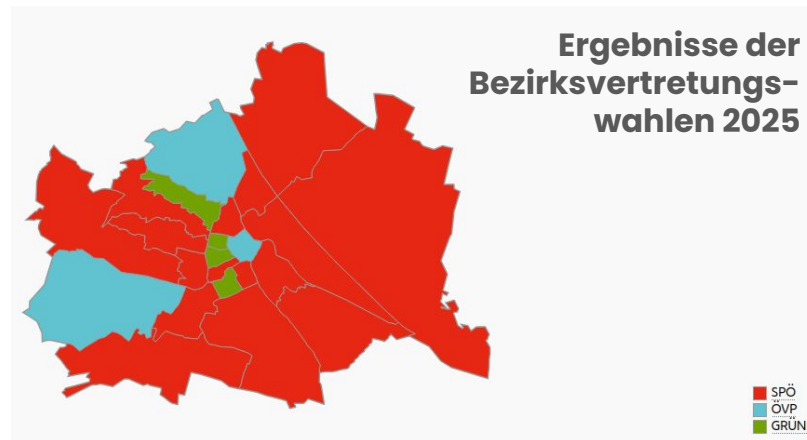 Ergebnisse der
Bezirksvertretungs-
wahlen 2025
SPÖ
ÖVP
GRÜN